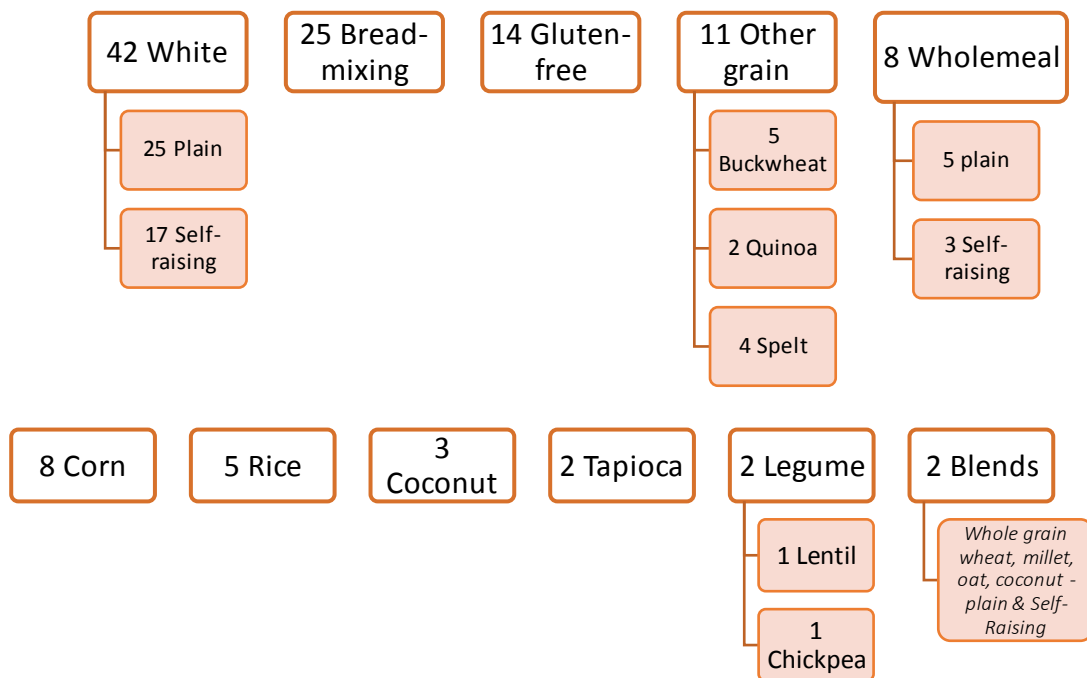 42 White
25 Bread-
mixing
14 Gluten-
free
11 Other
grain
8 Wholemeal
25 Plain
17 Self-
raising
5
Buckwheat
2 Quinoa
4 Spelt
5 plain
3 Self-
raising
8 Corn
5 Rice
3
Coconut
2 Tapioca
2 Legume
2 Blends
1 Lentil
1
Chickpea
Whole grain
wheat, millet,
oat, coconut -
plain & Self-
Raising